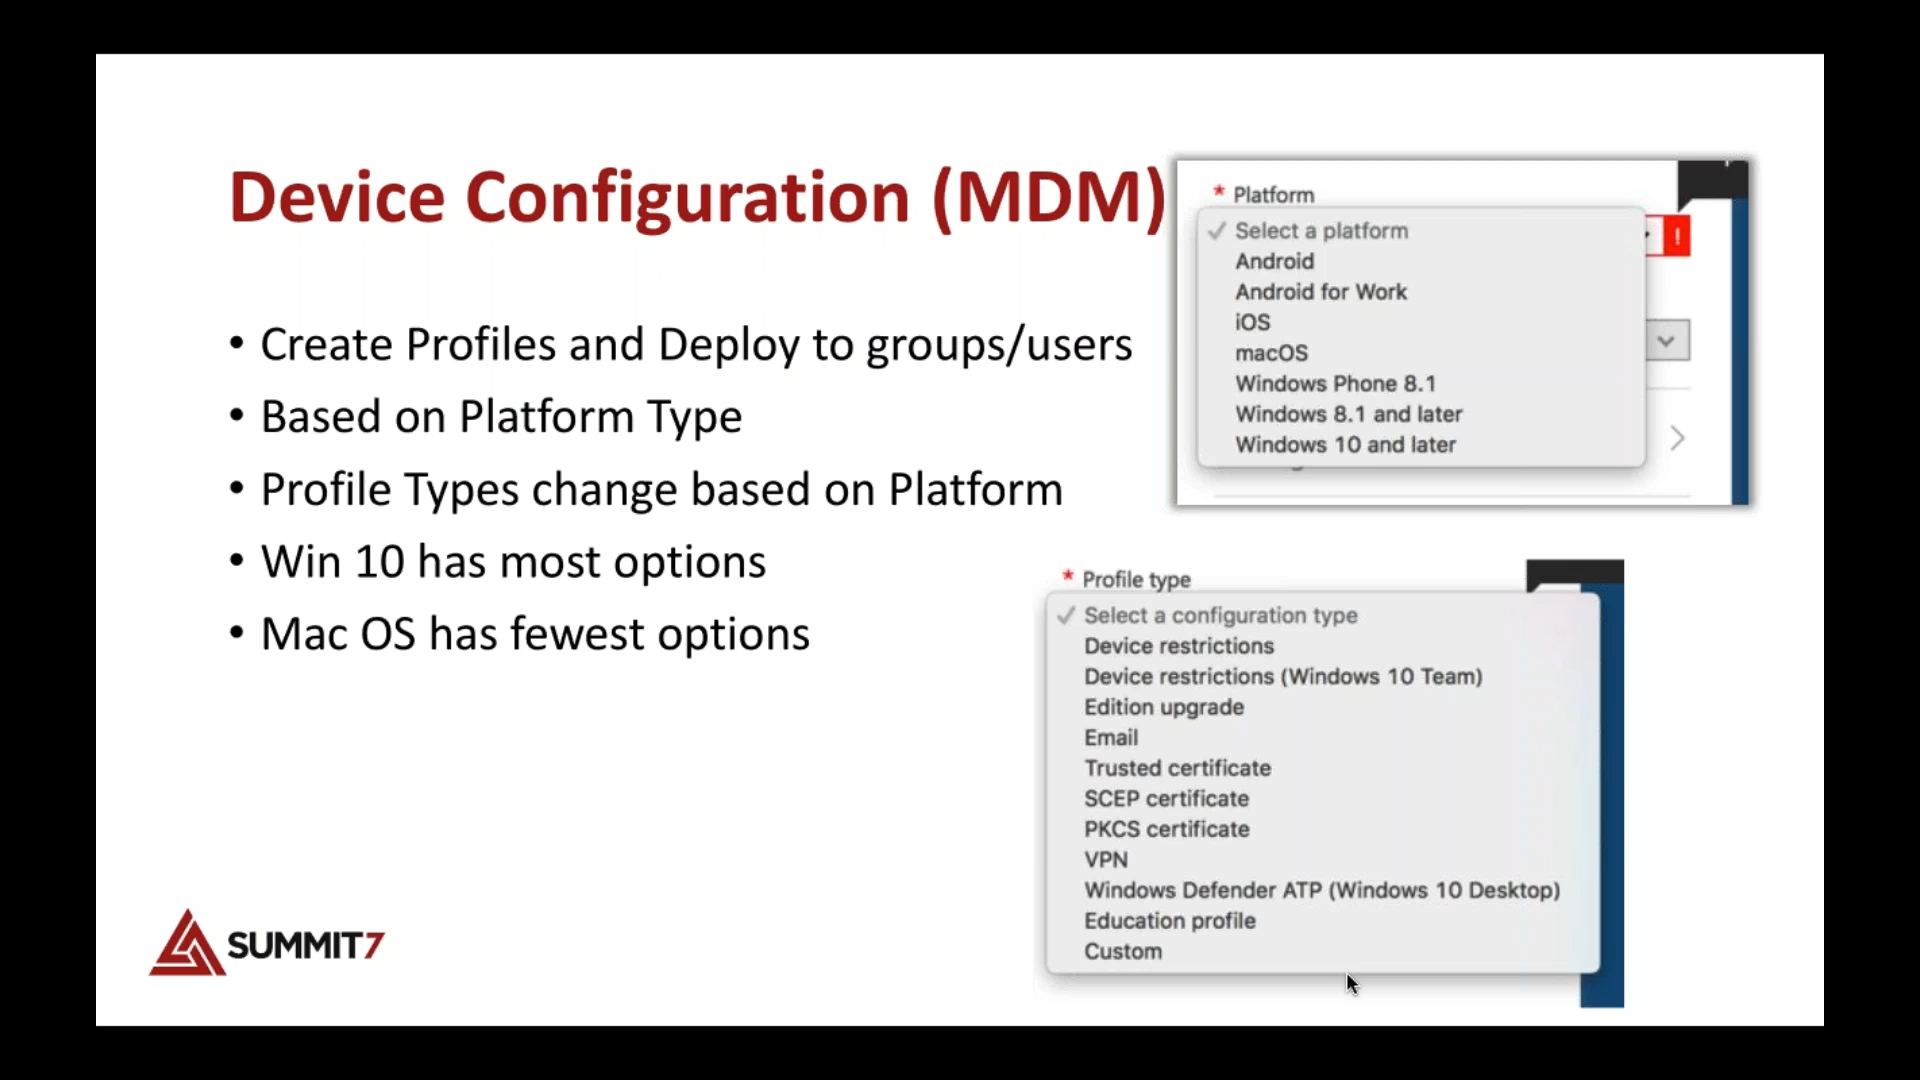 Device Configuration (MDM)
• Create Profiles and Deploy to groups/users
• Based on Platform Type
• Profile Types change based on Platform
• Win 10 has most options
• Mac OS has fewest options
* Platform
✓ Select a platform
Android
Android for Work
iOS
macOS
Windows Phone 8.1
Windows 8.1 and later
Windows 10 and later
!
* Profile type
✓ Select a configuration type
Device restrictions
Device restrictions (Windows 10 Team)
Edition upgrade
Email
Trusted certificate
SCEP certificate
PKCS certificate
VPN
Windows Defender ATP (Windows 10 Desktop)
Education profile
Custom
SUMMIT7